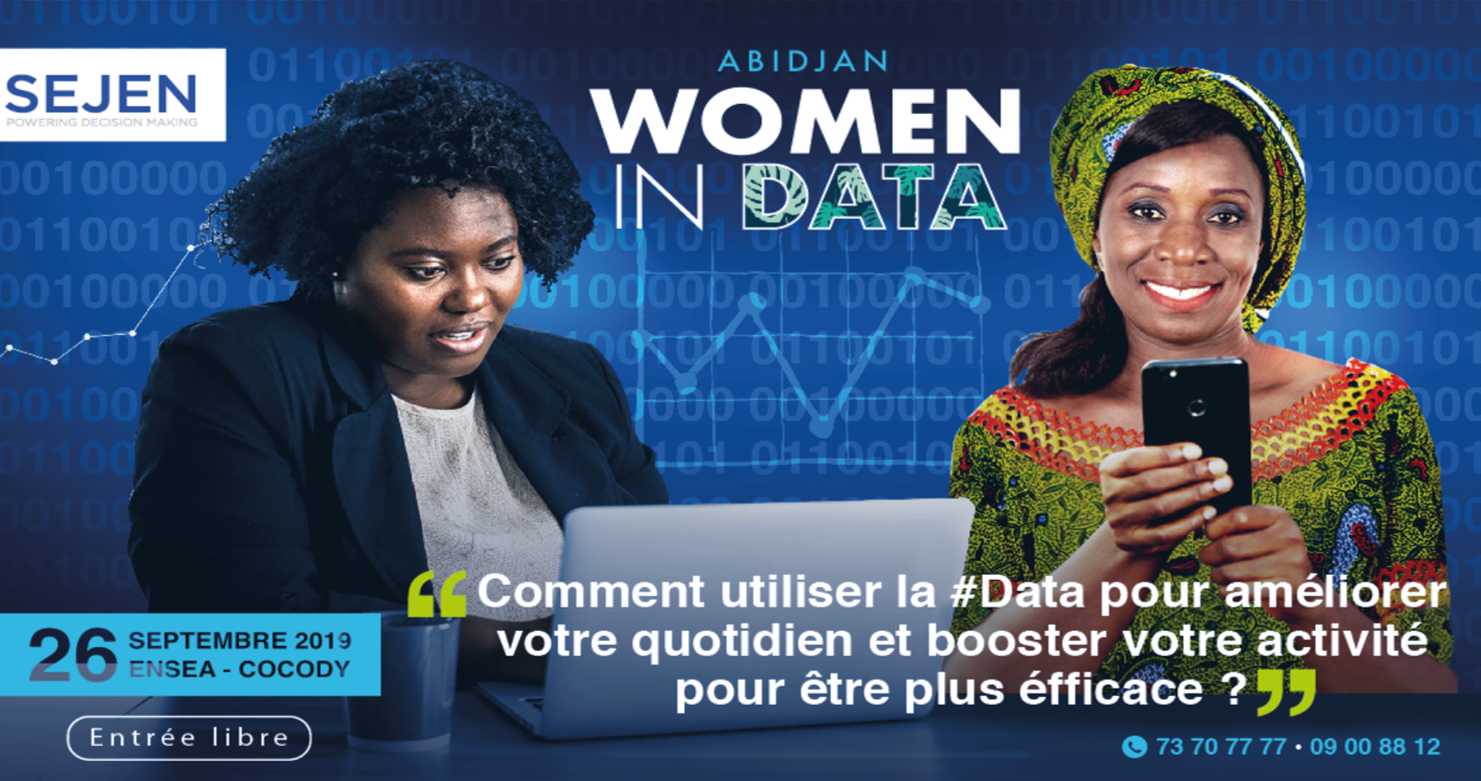 SEJEN
POWERING DECISION MAKING
ABIDJAN
WOMEN
IN DATA
“Comment utiliser la #Data pour améliorer
votre quotidien et booster votre activité
pour être plus éfficace ?”
26 SEPTEMBRE 2019
ENSEA - COCODY
Entrée libre
73 70 77 77 • 09 00 88 12